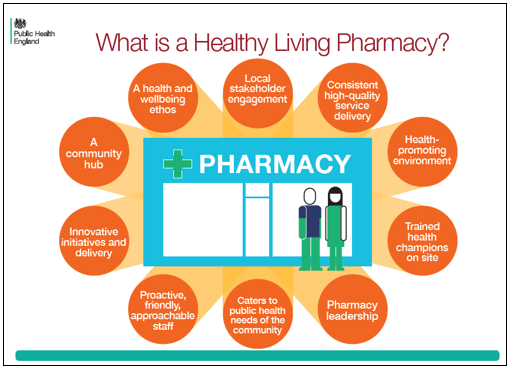 Public Health
England
What is a Healthy Living Pharmacy?
A health and
wellbeing
ethos
Local
stakeholder
engagement
Consistent
high-quality
service
delivery
A
community
hub
Health-
promoting
environment
PHARMACY
Innovative
initiatives and
delivery
Trained
health
champions
on site
Proactive,
friendly,
approachable
staff
Caters to
public health
needs of the
community
Pharmacy
leadership